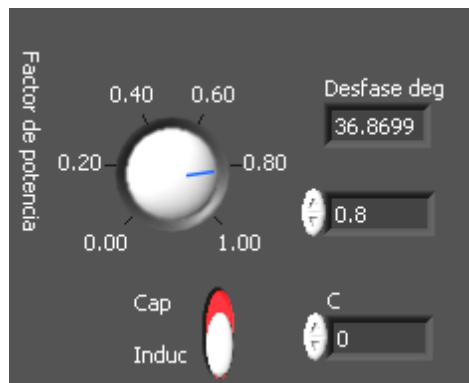 Factor de potencia
0.40 0.60
0.20 0.80
0.00 1.00
Desfase deg
36.8699
0.8
Cap
Induc
C
0